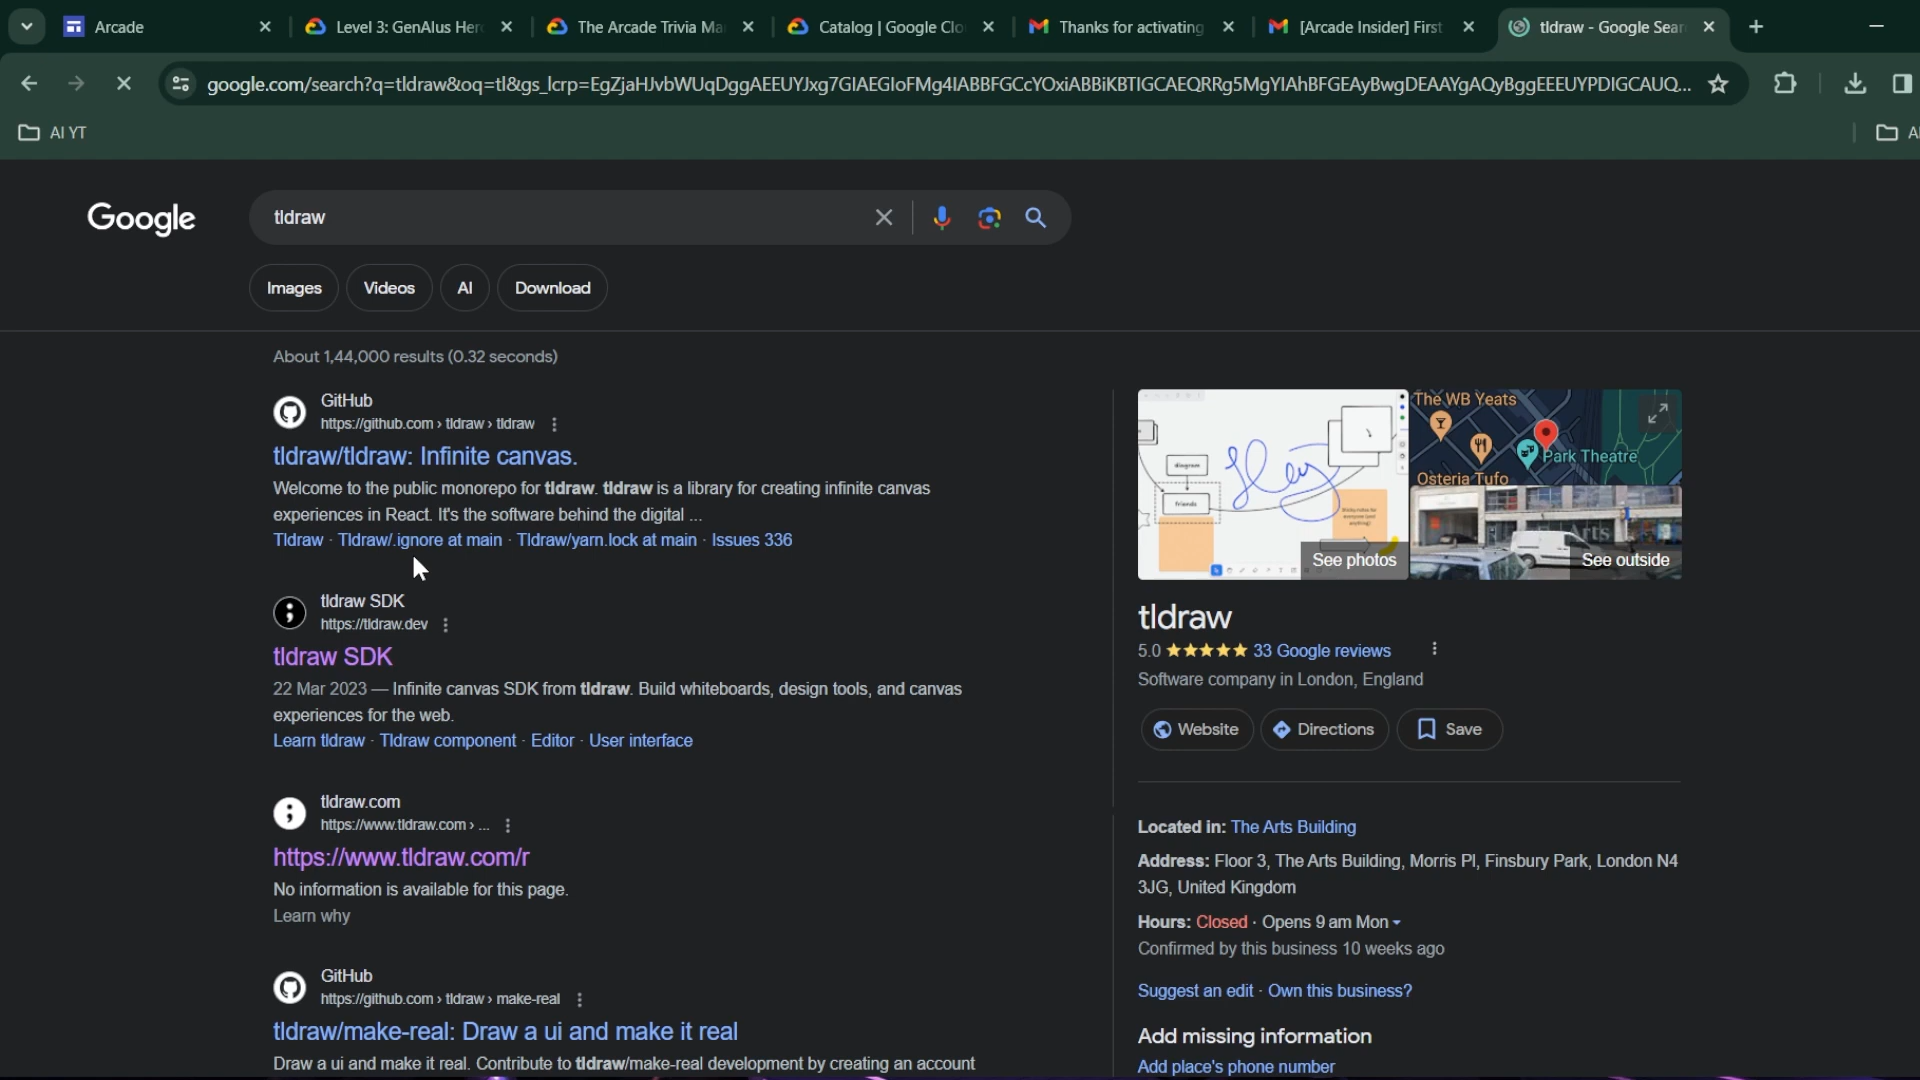 Arcade
Level 3: GenAIus Her
The Arcade Trivia Ma
Catalog | Google Clo
Thanks for activating
[Arcade Insider] First
tldraw - Google Sear
google.com/search?q=tldraw&oq=tl&gs_lcrp=EgZjaHJvbWUqDggAEEUYJxg7GIAEGIoFMg4IABBFGCcYOxiABBiKBTIGCAEQRRg5MgYIAhBFGEAyBwgDEAAYgAQyBggEEEUYPDIGCAUQ...
AI YT
Google
tldraw
Images
Videos
AI
Download
About 1,44,000 results (0.32 seconds)
GitHub
https://github.com › tldraw › tldraw
tldraw/tldraw: Infinite canvas.
Welcome to the public monorepo for tldraw. tldraw is a library for creating infinite canvas
experiences in React. It's the software behind the digital ...
Tldraw · Tldraw/.ignore at main · Tldraw/yarn.lock at main · Issues 336
tldraw SDK
https://tldraw.dev
tldraw SDK
22 Mar 2023 — Infinite canvas SDK from tldraw. Build whiteboards, design tools, and canvas
experiences for the web.
Learn tldraw · Tldraw component · Editor · User interface
tldraw.com
https://www.tldraw.com › ...
https://www.tldraw.com/r
No information is available for this page.
Learn why
GitHub
https://github.com › tldraw › make-real
tldraw/make-real: Draw a ui and make it real
Draw a ui and make it real. Contribute to tldraw/make-real development by creating an account
diagram
friends
Hey
See photos
The WB Yeats
Park Theatre
Osteria Tufo
Arts
See outside
tldraw
5.0 33 Google reviews
Software company in London, England
Website
Directions
Save
Located in: The Arts Building
Address: Floor 3, The Arts Building, Morris Pl, Finsbury Park, London N4
3JG, United Kingdom
Hours: Closed · Opens 9 am Mon
Confirmed by this business 10 weeks ago
Suggest an edit · Own this business?
Add missing information
Add place's phone number